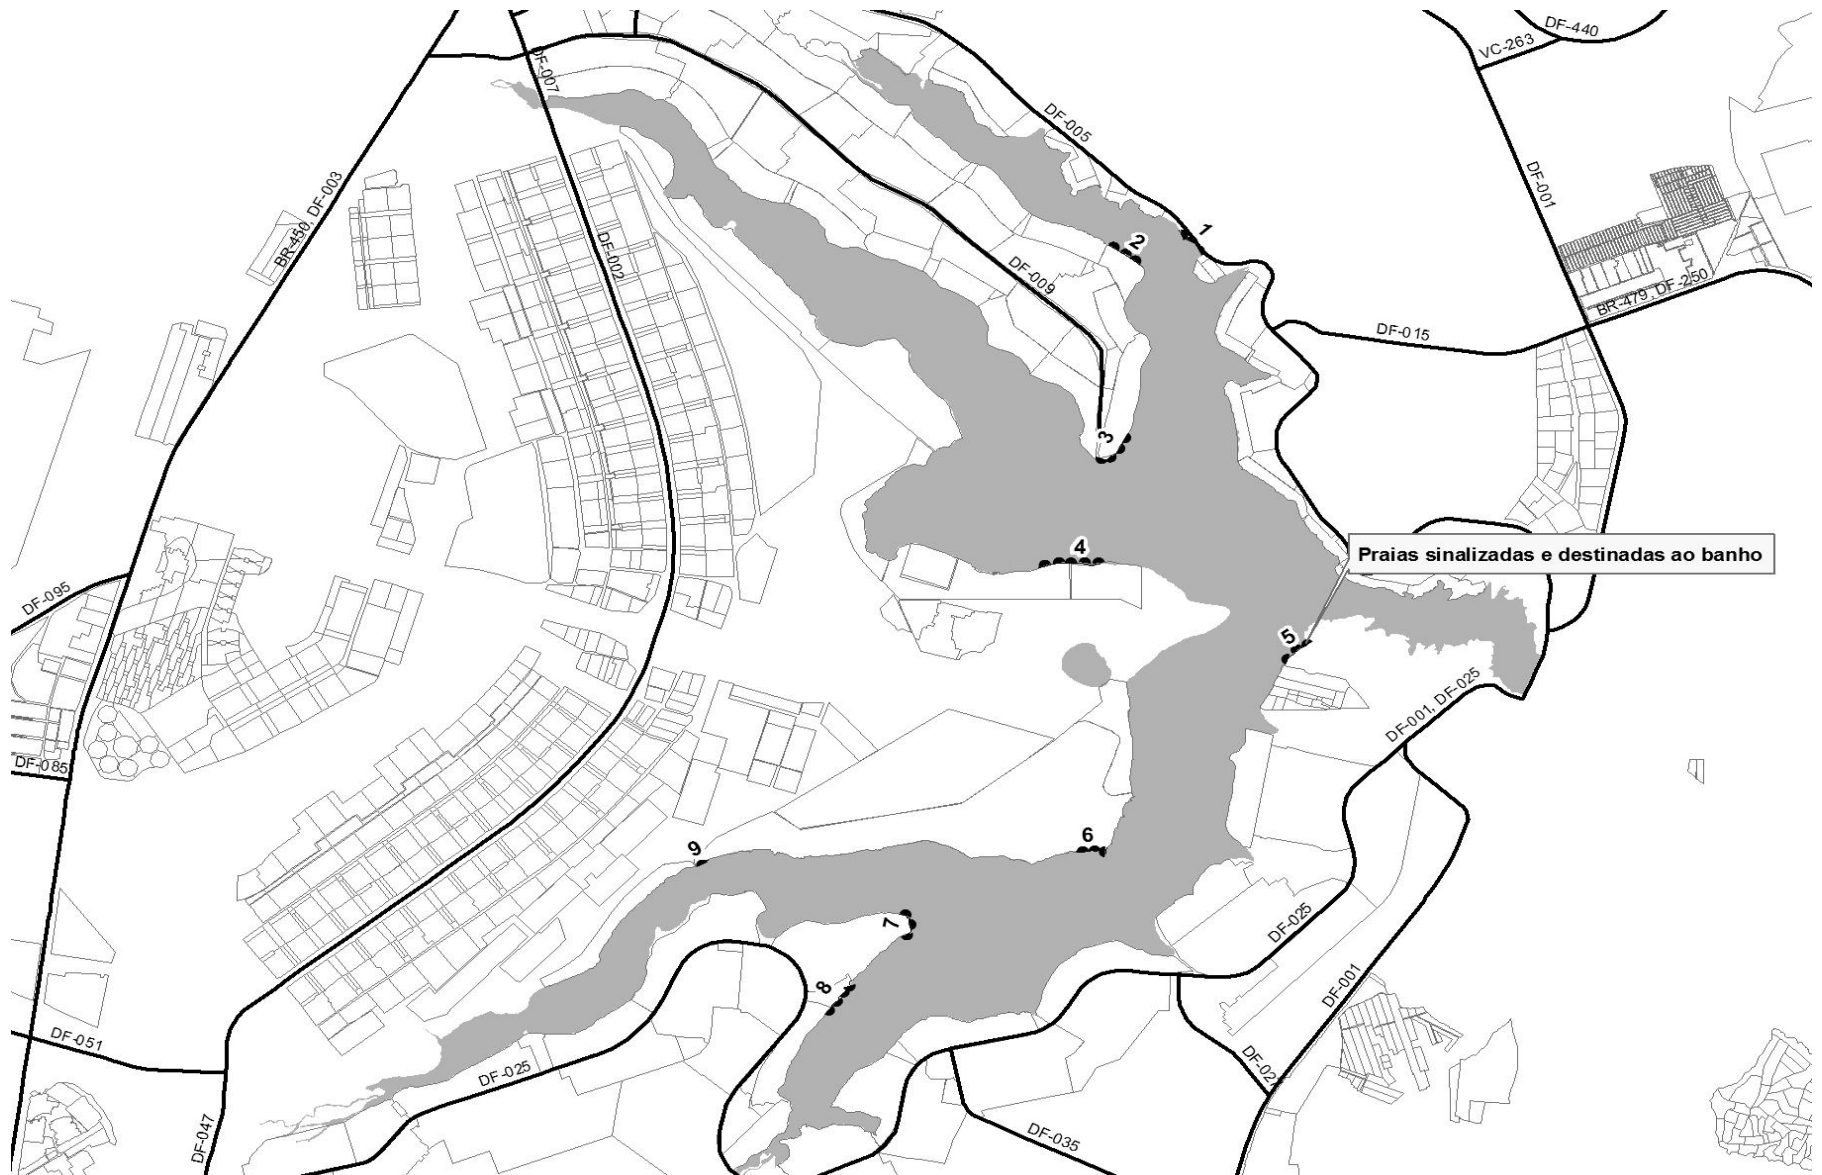 DF-440
VC-263
DF-007
DF-005
DF-001
BR-450, DF-003
DF-002
1
2
DF-009
BR-479, DF-250
DF-015
3
4
Praias sinalizadas e destinadas ao banho
DF-095
5
DF-001, DF-025
DF-085
6
9
7
DF-025
8
DF-001
DF-051
DF-025
DF-047
DF-035